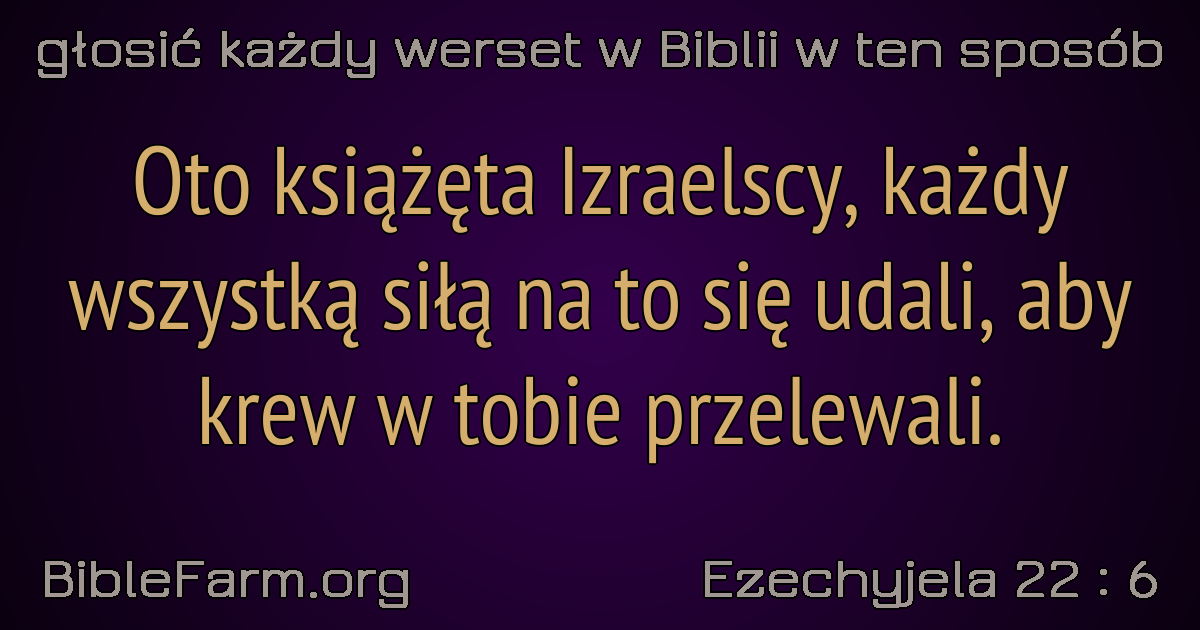 głosić każdy werset w Biblii w ten sposób
Oto książęta Izraelscy, każdy
wszystką siłą na to się udali, aby
krew w tobie przelewali.
BibleFarm.org
Ezechyjela 22 : 6